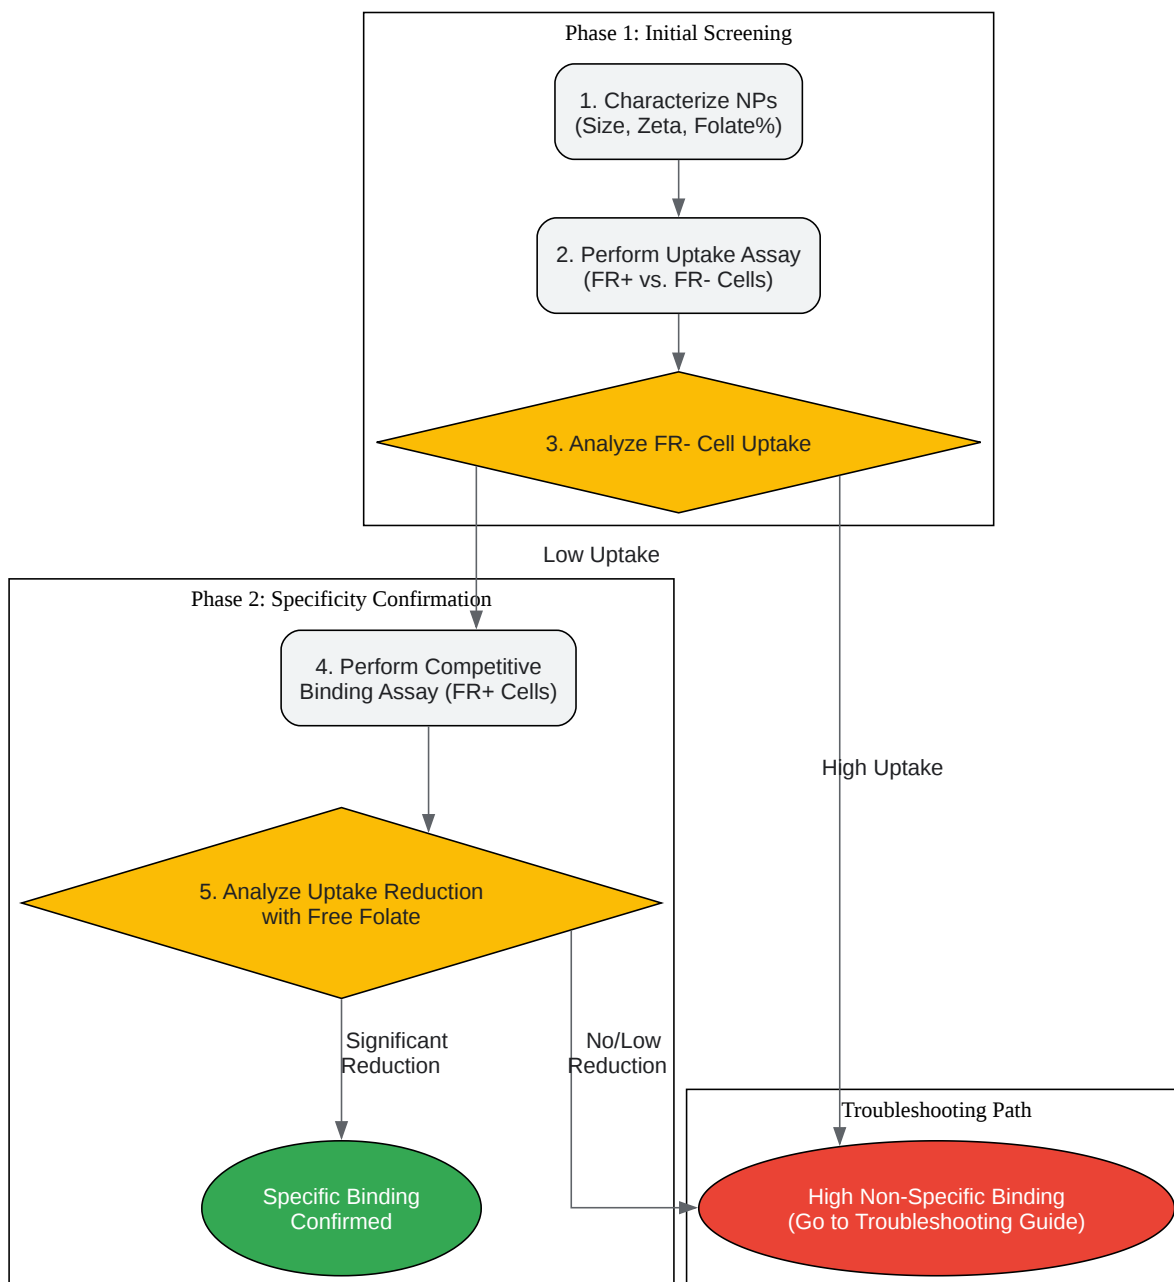 Phase 1: Initial Screening
1. Characterize NPs
(Size, Zeta, Folate%)
2. Perform Uptake Assay
(FR+ vs. FR- Cells)
3. Analyze FR- Cell Uptake
Low Uptake
Phase 2: Specificity Confirmation
4. Perform Competitive
Binding Assay (FR+ Cells)
High Uptake
5. Analyze Uptake Reduction
with Free Folate
Significant
Reduction
No/Low
Reduction
Troubleshooting Path
Specific Binding
Confirmed
High Non-Specific Binding
(Go to Troubleshooting Guide)